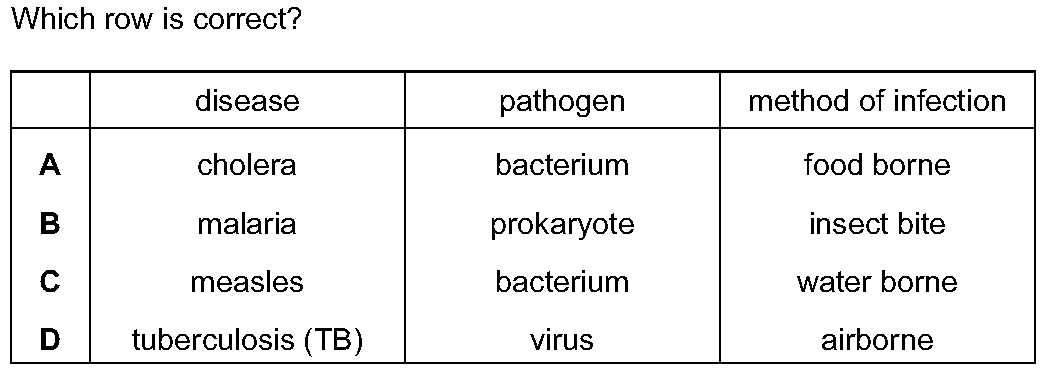 Which row is correct?
disease pathogen method of infection
A cholera bacterium food borne
B malaria prokaryote insect bite
C measles bacterium water borne
D tuberculosis (TB) virus airborne